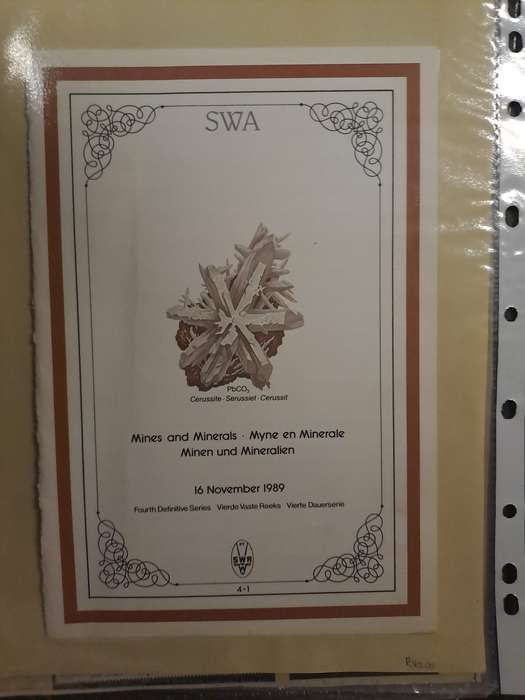 SWA
PbCO₃
Cerussite · Serussiet · Cerussit
Mines and Minerals · Myne en Minerale
Minen und Mineralien
16 November 1989
Fourth Definitive Series Vierde Vaste Reeks Vierte Dauerserie
SWA
4-1